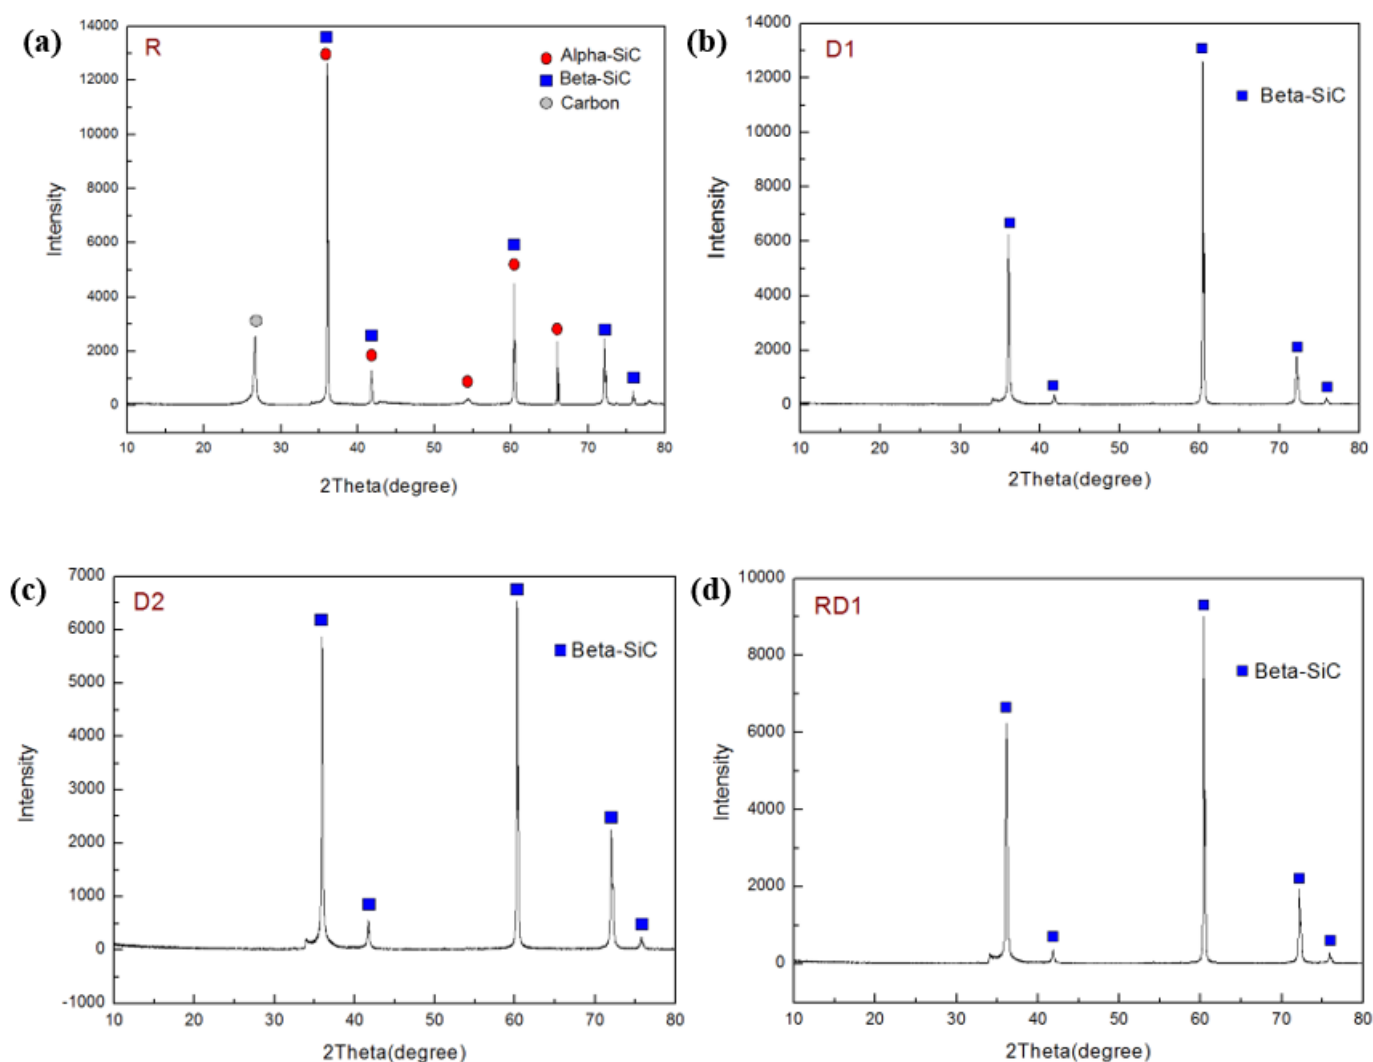 (a)
R
Alpha-SiC
Beta-SiC
Carbon
14000
12000
10000
8000
6000
4000
2000
0
Intensity
10 20 30 40 50 60 70 80
2Theta(degree)
(b)
D1
Beta-SiC
14000
12000
10000
8000
6000
4000
2000
0
Intensity
10 20 30 40 50 60 70 80
2Theta(degree)
(c)
D2
Beta-SiC
7000
6000
5000
4000
3000
2000
1000
0
-1000
Intensity
10 20 30 40 50 60 70 80
2Theta(degree)
(d)
RD1
Beta-SiC
10000
8000
6000
4000
2000
0
Intensity
10 20 30 40 50 60 70 80
2Theta(degree)